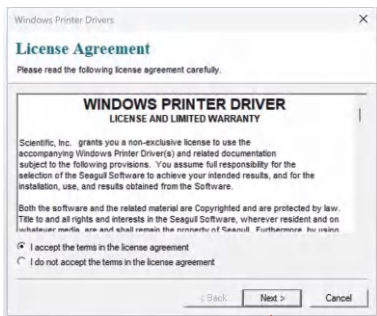 Windows Printer Drivers
License Agreement
Please read the following license agreement carefully.
WINDOWS PRINTER DRIVER
LICENSE AND LIMITED WARRANTY
Scientific, Inc. grants you a non-exclusive license to use the
accompanying Windows Printer Driver(s) and related documentation
subject to the following provisions. You assume full responsibility for the
selection of the Seagull Software to achieve your intended results, and for the
installation, use, and results obtained from the Software.
Both the software and the related material are Copyrighted and are protected by law.
Title to and all rights and interests in the Seagull Software, wherever resident and on
whatever media, are and shall remain the property of Seagull. Furthermore, by using
I accept the terms in the license agreement
I do not accept the terms in the license agreement
< Back
Next >
Cancel